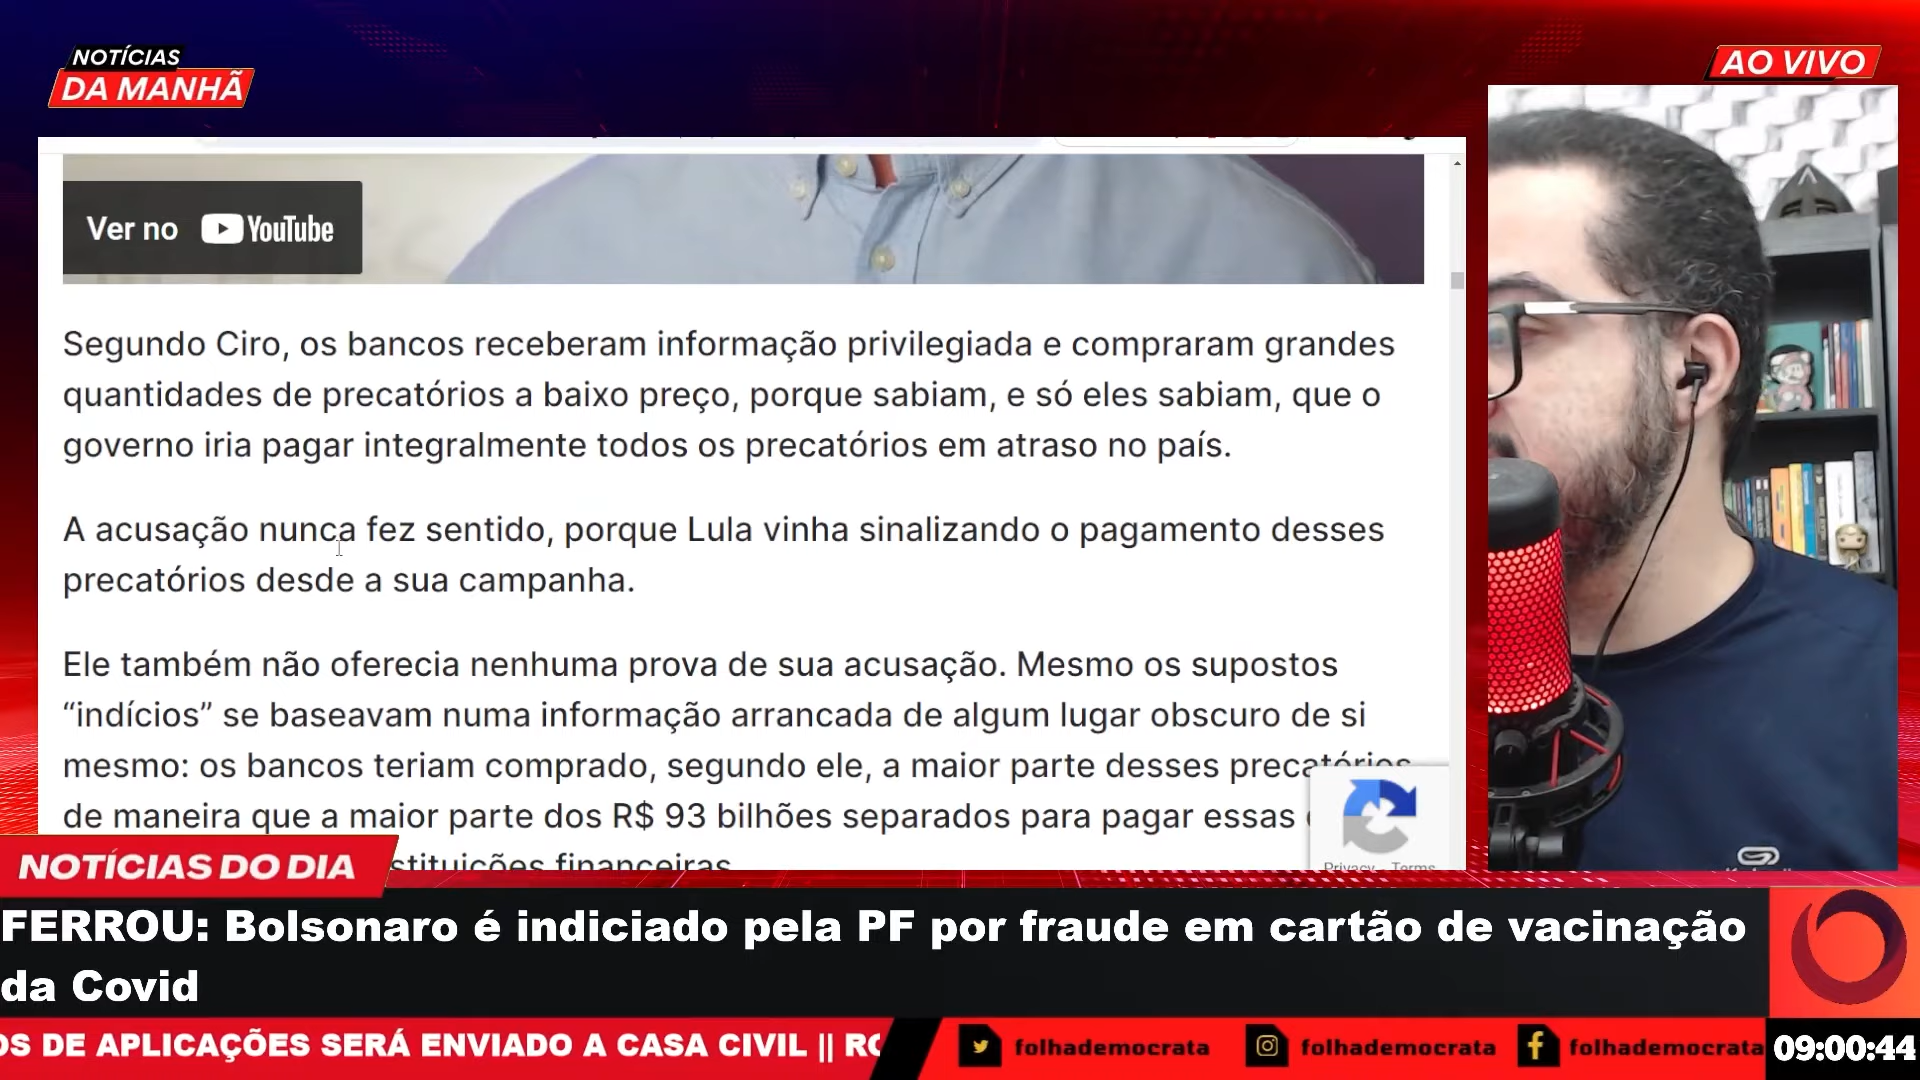 NOTÍCIAS
DA MANHÃ
AO VIVO
Ver no YouTube
Segundo Ciro, os bancos receberam informação privilegiada e compraram grandes
quantidades de precatórios a baixo preço, porque sabiam, e só eles sabiam, que o
governo iria pagar integralmente todos os precatórios em atraso no país.
A acusação nunca fez sentido, porque Lula vinha sinalizando o pagamento desses
precatórios desde a sua campanha.
Ele também não oferecia nenhuma prova de sua acusação. Mesmo os supostos
“indícios” se baseavam numa informação arrancada de algum lugar obscuro de si
mesmo: os bancos teriam comprado, segundo ele, a maior parte desses precatórios
de maneira que a maior parte dos R$ 93 bilhões separados para pagar essas
stituições financeiras
Privacy - Terms
NOTÍCIAS DO DIA
FERROU: Bolsonaro é indiciado pela PF por fraude em cartão de vacinação
da Covid
OS DE APLICAÇÕES SERÁ ENVIADO A CASA CIVIL ||
folhademocrata
folhademocrata
folhademocrata
09:00:44